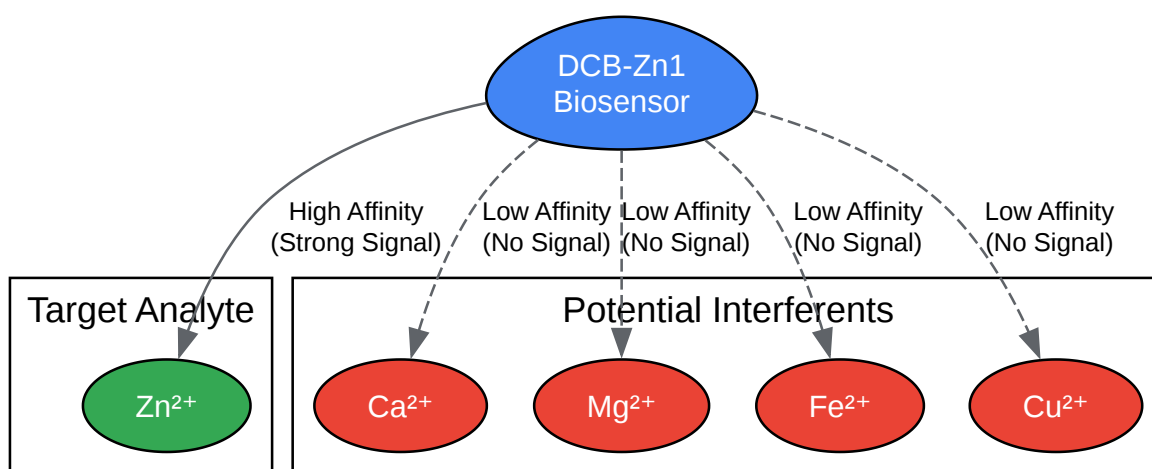 DCB-Zn1
Biosensor
High Affinity
(Strong Signal)
Low Affinity
(No Signal)
Low Affinity
(No Signal)
Low Affinity
(No Signal)
Low Affinity
(No Signal)
Target Analyte
Potential Interferents
Zn²⁺
Ca²⁺
Mg²⁺
Fe²⁺
Cu²⁺